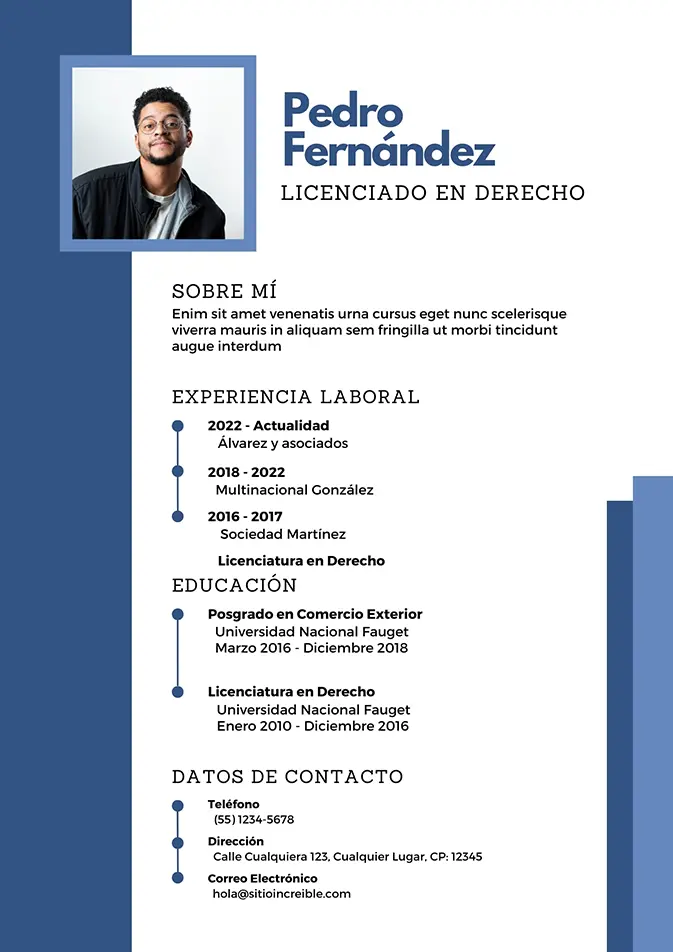 Pedro
Fernández
LICENCIADO EN DERECHO
SOBRE MÍ
Enim sit amet venenatis urna cursus eget nunc scelerisque
viverra mauris in aliquam sem fringilla ut morbi tincidunt
augue interdum
EXPERIENCIA LABORAL
2022 - Actualidad
Álvarez y asociados
2018 - 2022
Multinacional González
2016 - 2017
Sociedad Martínez
Licenciatura en Derecho
EDUCACIÓN
Posgrado en Comercio Exterior
Universidad Nacional Fauget
Marzo 2016 - Diciembre 2018
Licenciatura en Derecho
Universidad Nacional Fauget
Enero 2010 - Diciembre 2016
DATOS DE CONTACTO
Teléfono
(55) 1234-5678
Dirección
Calle Cualquiera 123, Cualquier Lugar, CP: 12345
Correo Electrónico
hola@sitioincreible.com